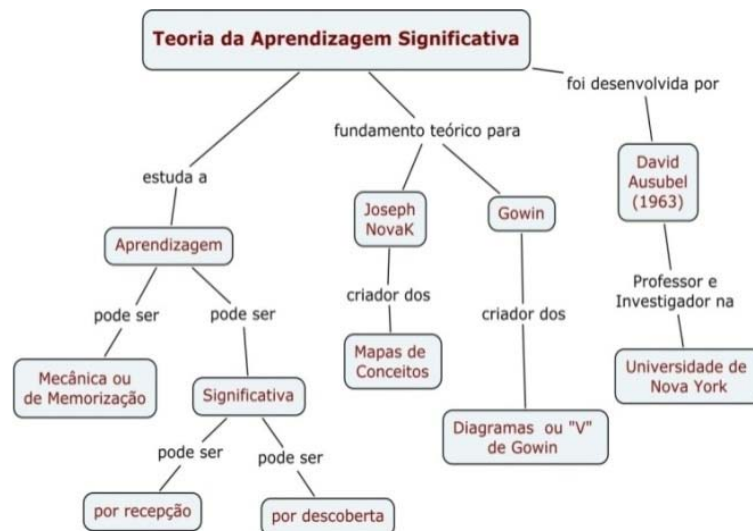 Teoria da Aprendizagem Significativa
foi desenvolvida por
fundamento teórico para
estuda a
David
Ausubel
(1963)
Joseph
NovaK
Gowin
Aprendizagem
Professor e
Investigador na
criador dos
criador dos
pode ser
pode ser
Mapas de
Conceitos
Universidade de
Nova York
Mecânica ou
de Memorização
Significativa
Diagramas ou "V"
de Gowin
pode ser
pode ser
por recepção
por descoberta